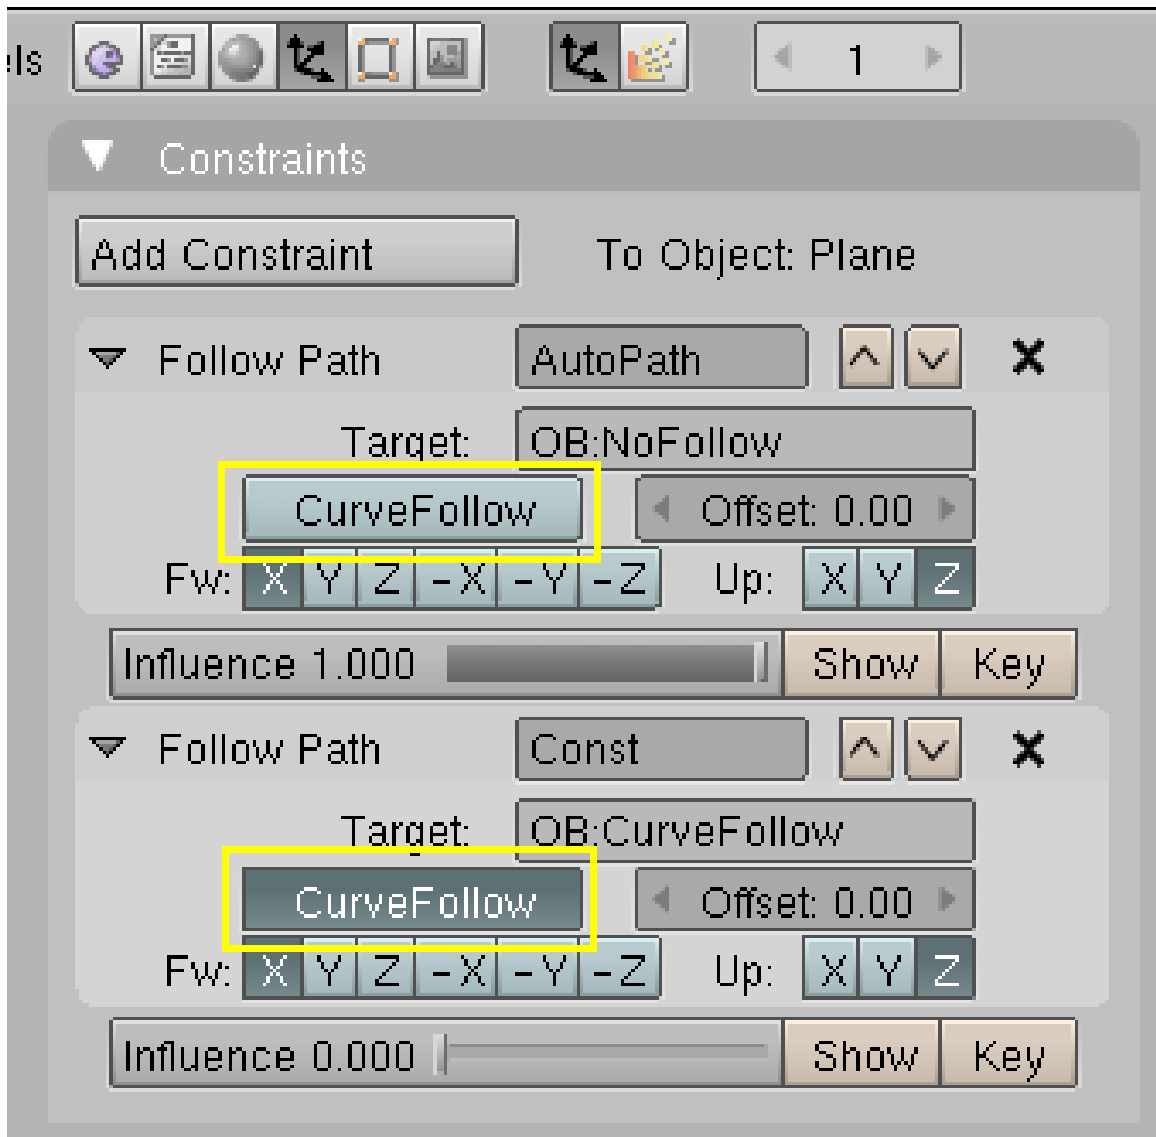 els 1
Constraints
Add Constraint To Object: Plane
Follow Path AutoPath
Target: OB:NoFollow
CurveFollow Offset: 0.00
Fw: X Y Z -X -Y -Z Up: X Y Z
Influence 1.000 Show Key
Follow Path Const
Target: OB:CurveFollow
CurveFollow Offset: 0.00
Fw: X Y Z -X -Y -Z Up: X Y Z
Influence 0.000 Show Key